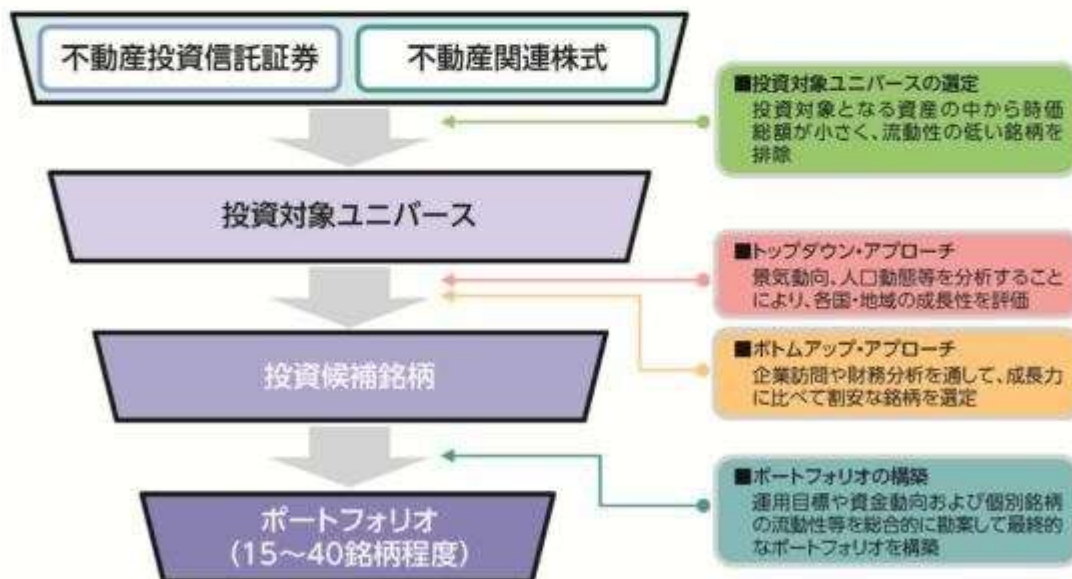 不動産投資信託証券
不動産関連株式
■投資対象ユニバースの選定
投資対象となる資産の中から時価
総額が小さく、流動性の低い銘柄を
排除
投資対象ユニバース
■トップダウン・アプローチ
景気動向、人口動態等を分析すること
により、各国・地域の成長性を評価
■ボトムアップ・アプローチ
企業訪問や財務分析を通して、成長力
に比べて割安な銘柄を選定
投資候補銘柄
■ポートフォリオの構築
運用目標や資金動向および個別銘柄
の流動性等を総合的に勘案して最終的
なポートフォリオを構築
ポートフォリオ
(15～40銘柄程度)